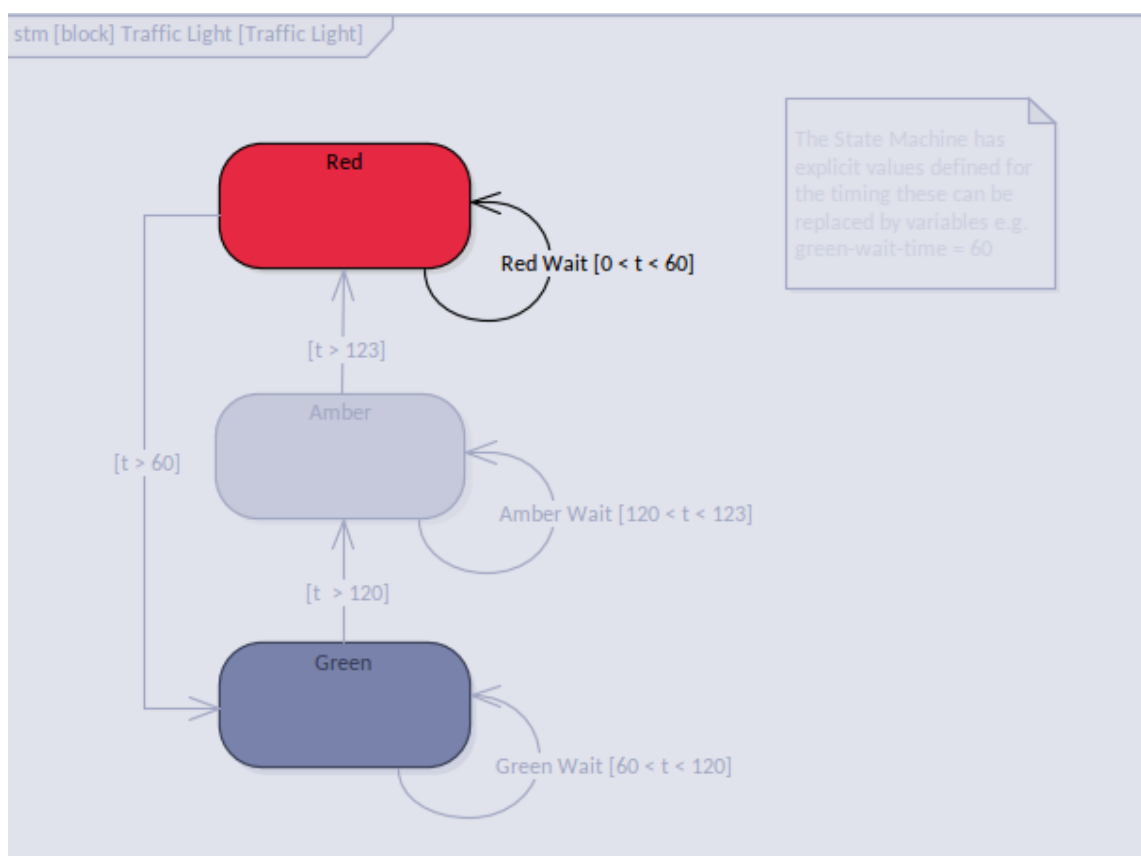 stm [block] Traffic Light [Traffic Light]
The State Machine has
explicit values defined for
the timing these can be
replaced by variables e.g.
green-wait-time = 60
Red
Red Wait [0 < t < 60]
[t > 123]
Amber
[t > 60]
Amber Wait [120 < t < 123]
[t  > 120]
Green
Green Wait [60 < t < 120]